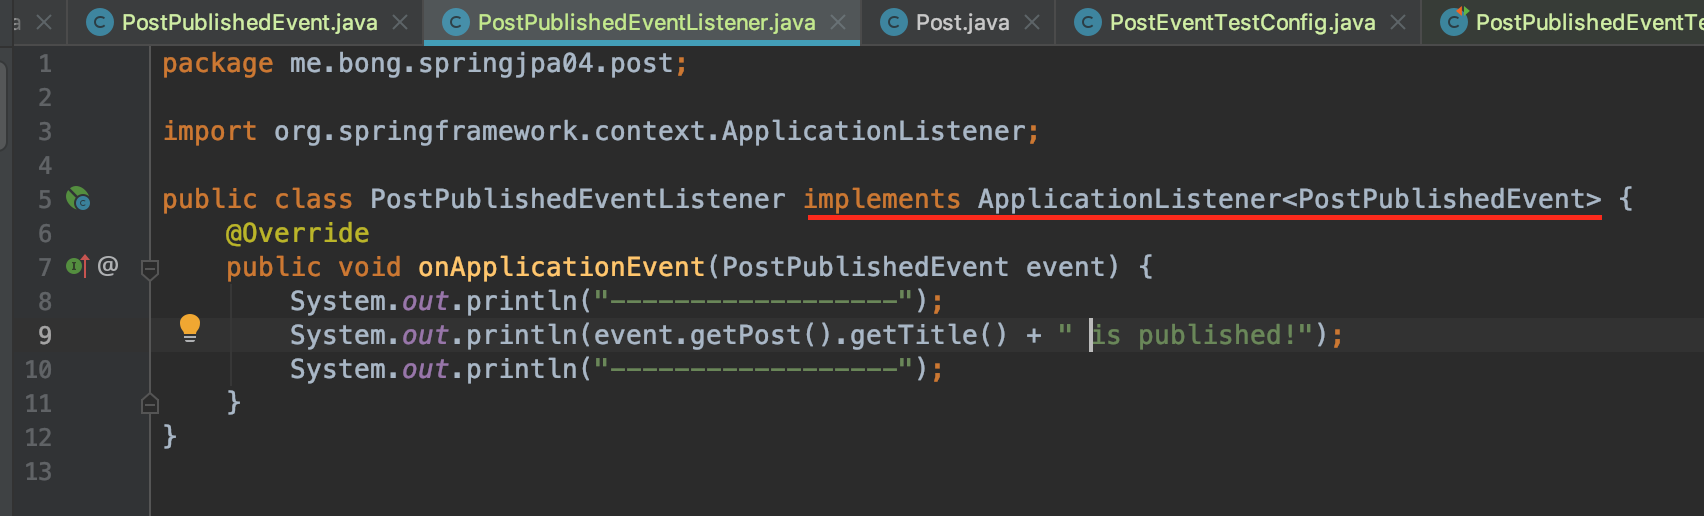 a PostPublishedEvent.java PostPublishedEventListener.java Post.java PostEventTestConfig.java PostPublishedEventTe
1 package me.bong.springjpa04.post;
2
3 import org.springframework.context.ApplicationListener;
4
5 public class PostPublishedEventListener implements ApplicationListener<PostPublishedEvent> {
6 @Override
7 @ public void onApplicationEvent(PostPublishedEvent event) {
8 System.out.println("------------------");
9 System.out.println(event.getPost().getTitle() + " is published!");
10 System.out.println("------------------");
11 }
12 }
13